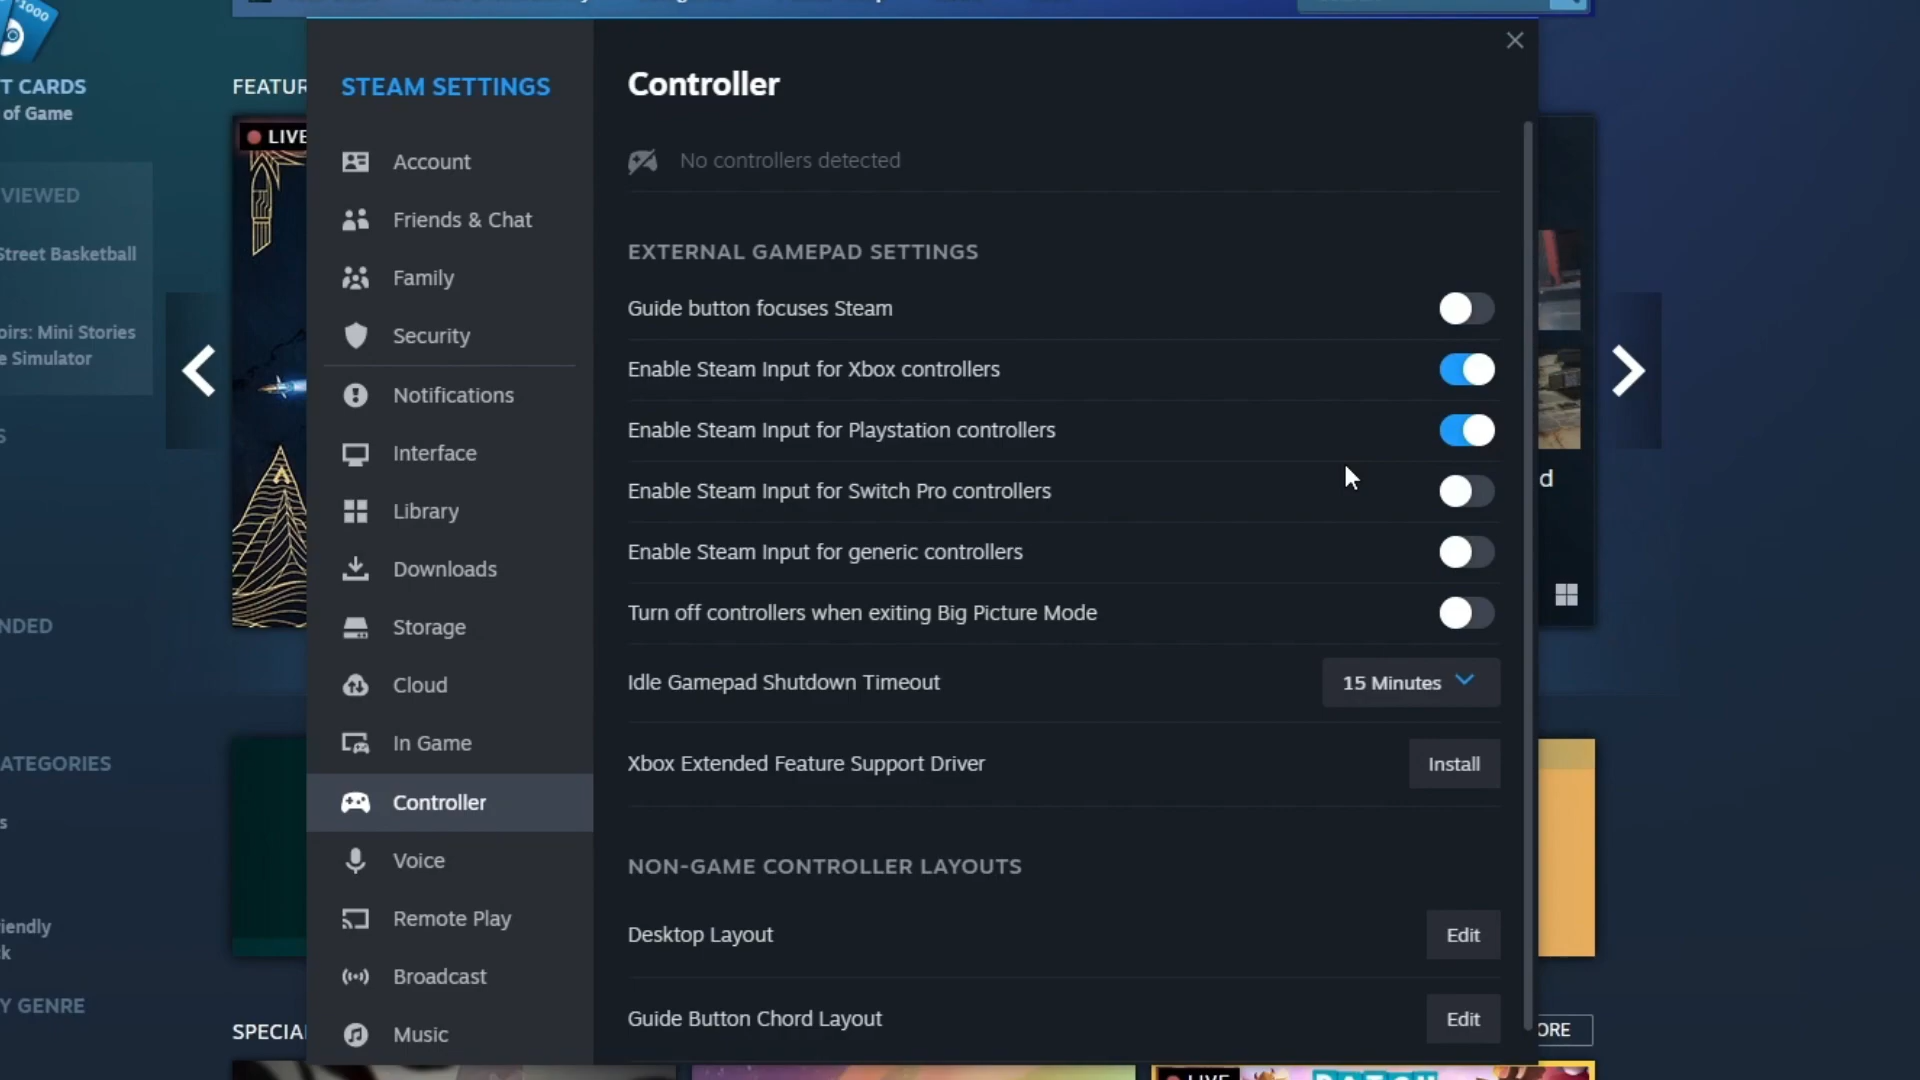 1000
T CARDS
of Game
VIEWED
Street Basketball
oirs: Mini Stories
e Simulator
S
NDED
ATEGORIES
s
iendly
k
Y GENRE
FEATUR
LIVE
SPECIA
STEAM SETTINGS
Account
Friends & Chat
Family
Security
Notifications
Interface
Library
Downloads
Storage
Cloud
In Game
Controller
Voice
Remote Play
Broadcast
Music
Controller
No controllers detected
EXTERNAL GAMEPAD SETTINGS
Guide button focuses Steam
Enable Steam Input for Xbox controllers
Enable Steam Input for Playstation controllers
Enable Steam Input for Switch Pro controllers
Enable Steam Input for generic controllers
Turn off controllers when exiting Big Picture Mode
Idle Gamepad Shutdown Timeout
15 Minutes
Xbox Extended Feature Support Driver
Install
NON-GAME CONTROLLER LAYOUTS
Desktop Layout
Edit
Guide Button Chord Layout
Edit
d
ORE
LIVE